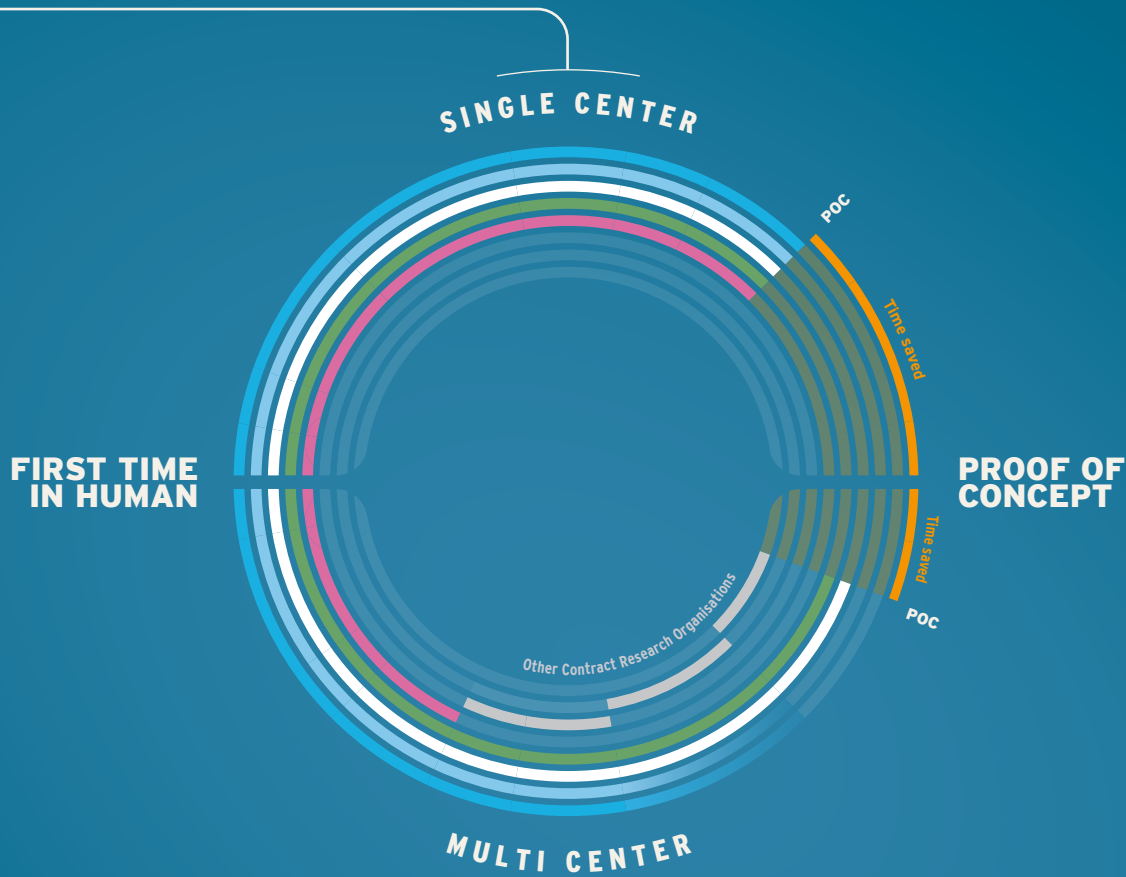 SINGLE CENTER
POC
Time saved
FIRST TIME
IN HUMAN
PROOF OF
CONCEPT
Time saved
POC
Other Contract Research Organisations
MULTI CENTER